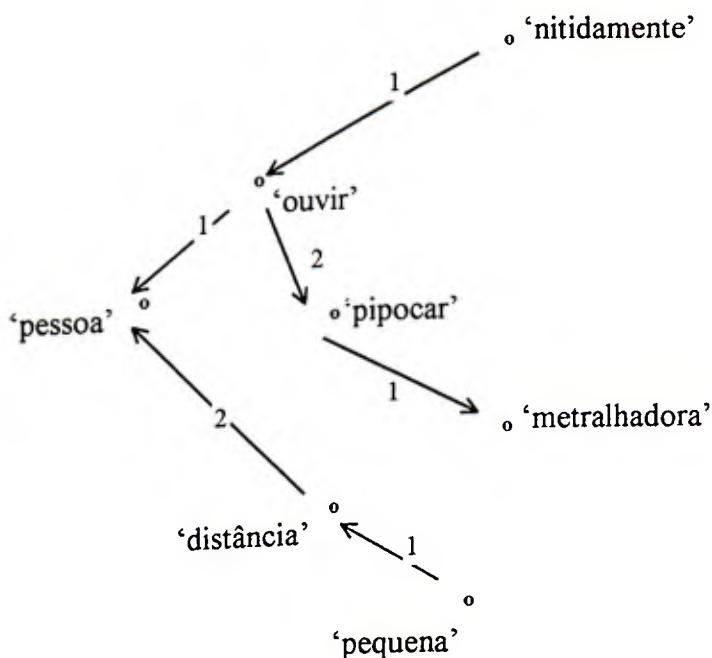 o 'nitidamente'
1
o
'ouvir'
1
2
'pessoa' o
o 'pipocar'
1
o 'metralhadora'
2
o
'distância'
1
o
'pequena'